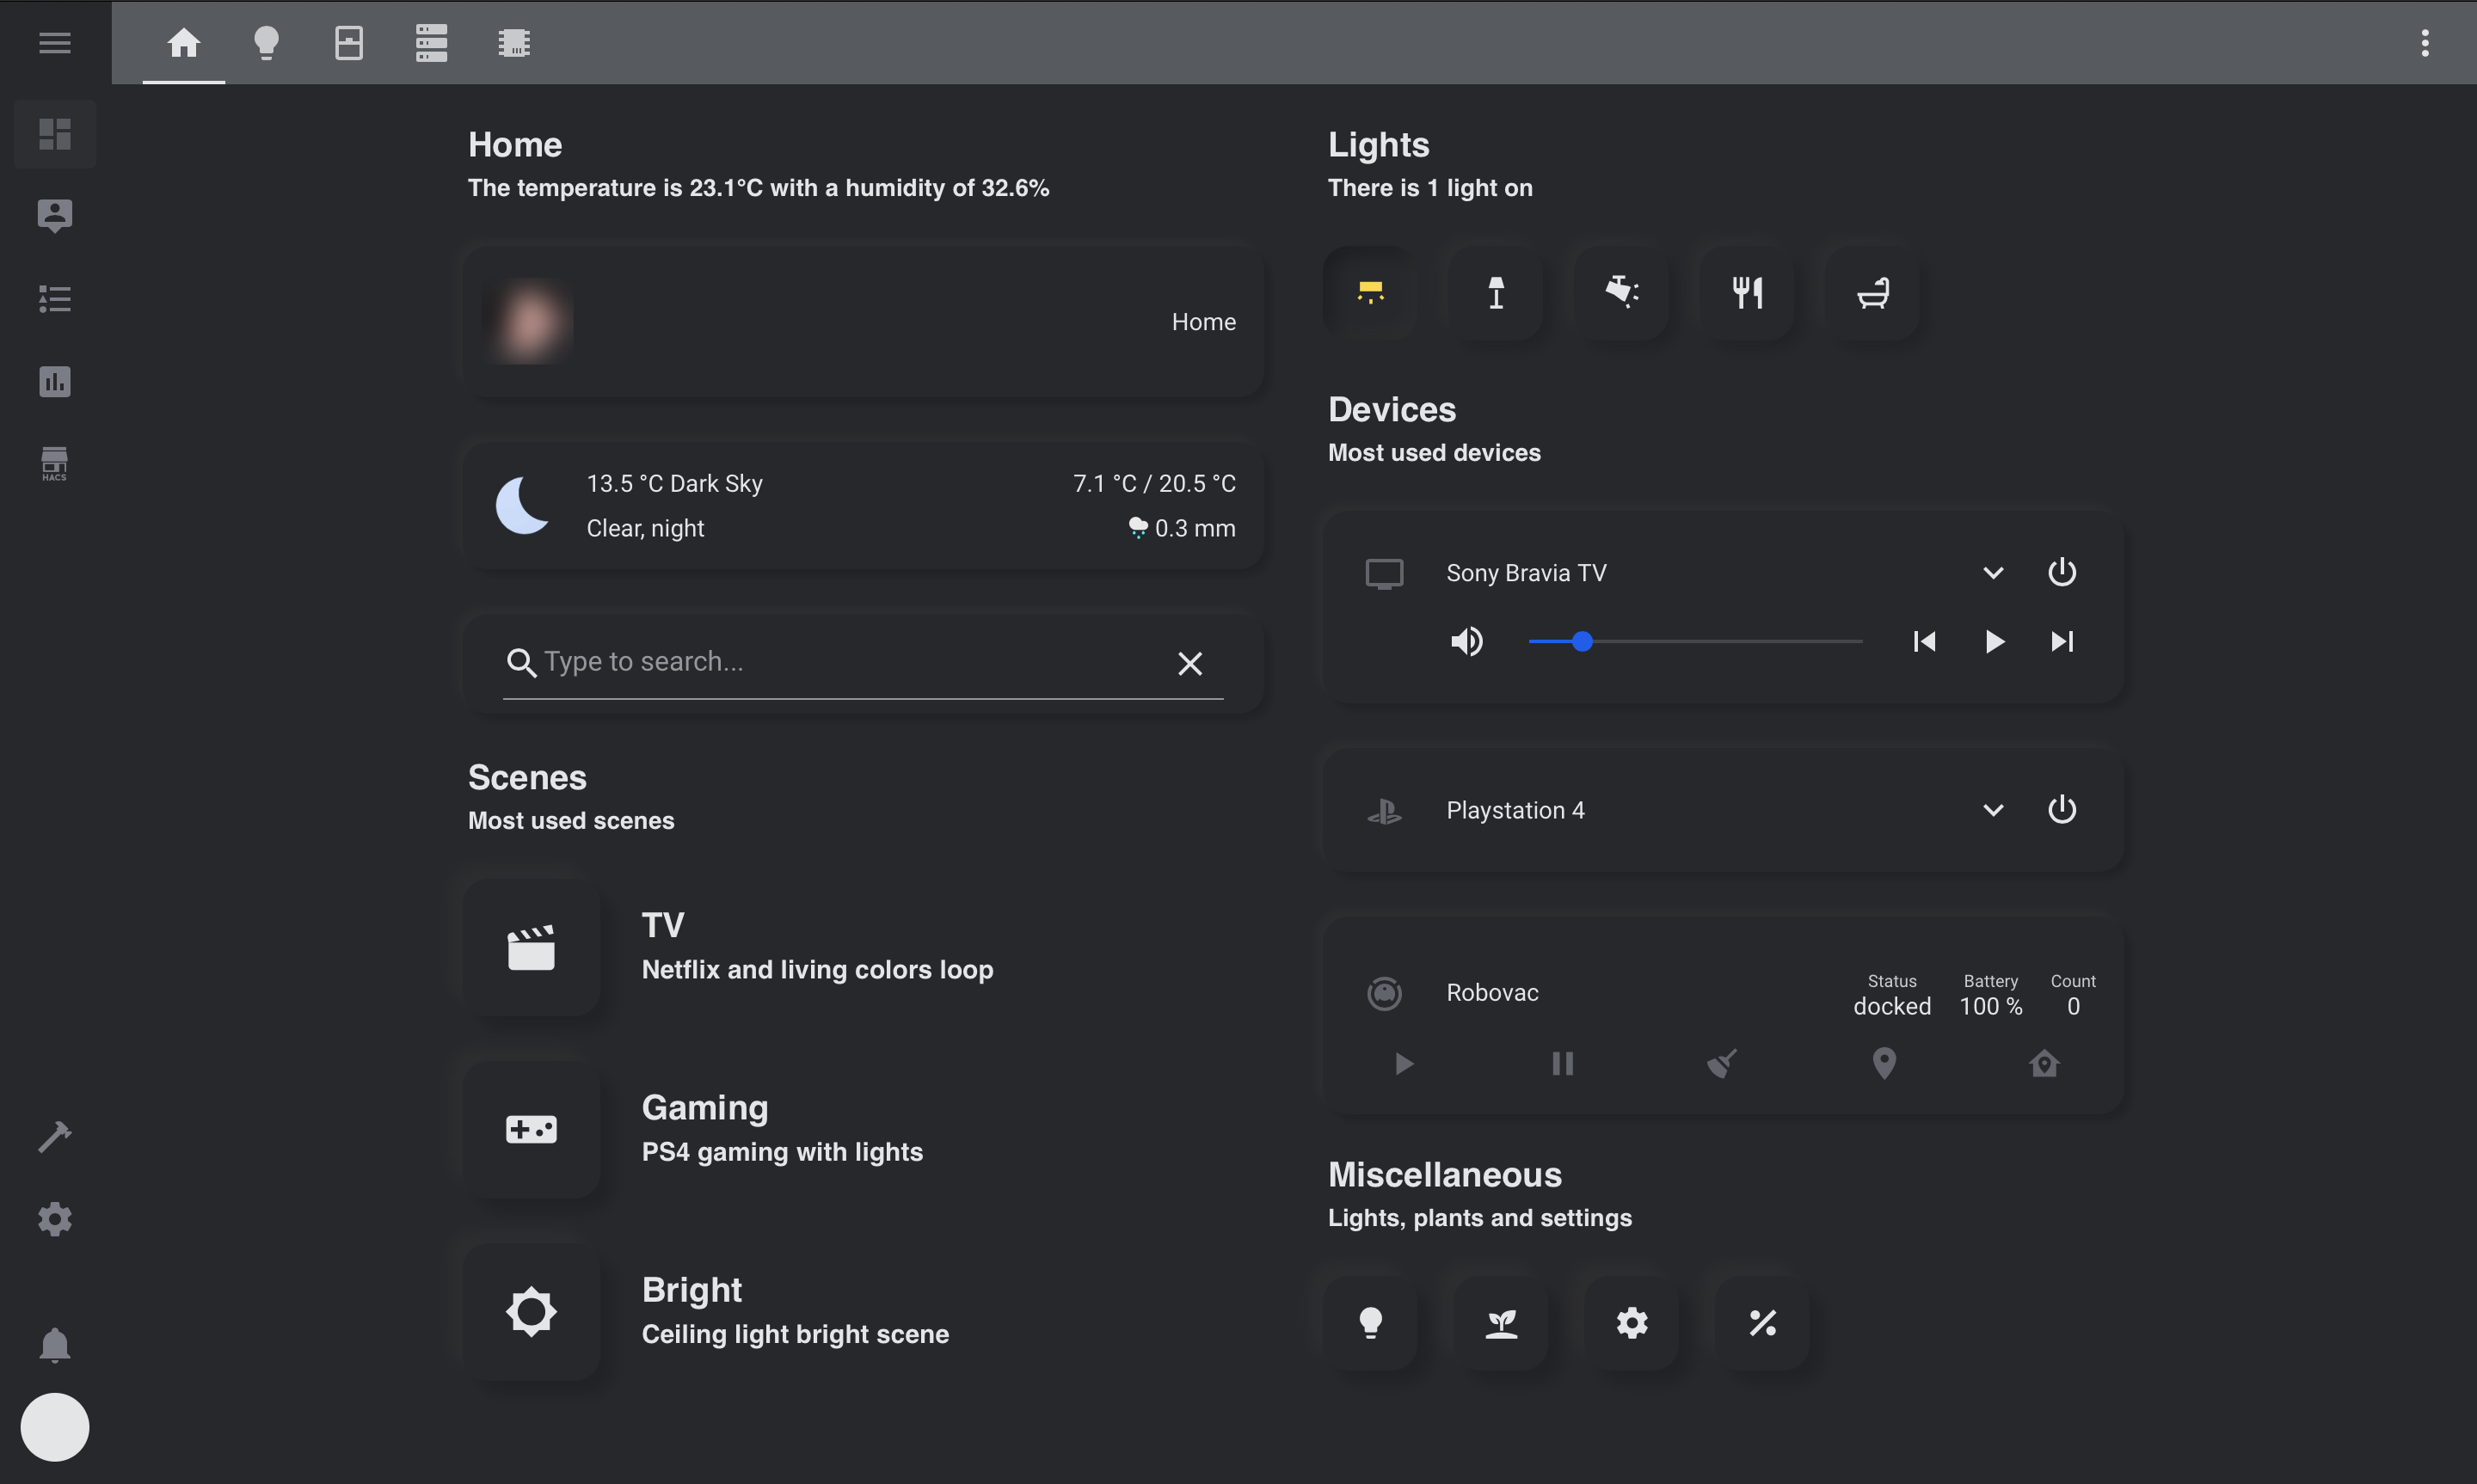 Home
The temperature is 23.1°C with a humidity of 32.6%
Home
13.5 °C Dark Sky
7.1 °C / 20.5 °C
Clear, night
0.3 mm
Type to search...
Scenes
Most used scenes
TV
Netflix and living colors loop
Gaming
PS4 gaming with lights
Bright
Ceiling light bright scene
Lights
There is 1 light on
Devices
Most used devices
Sony Bravia TV
Playstation 4
Robovac
Status
Battery
Count
docked
100 %
0
Miscellaneous
Lights, plants and settings
HACS